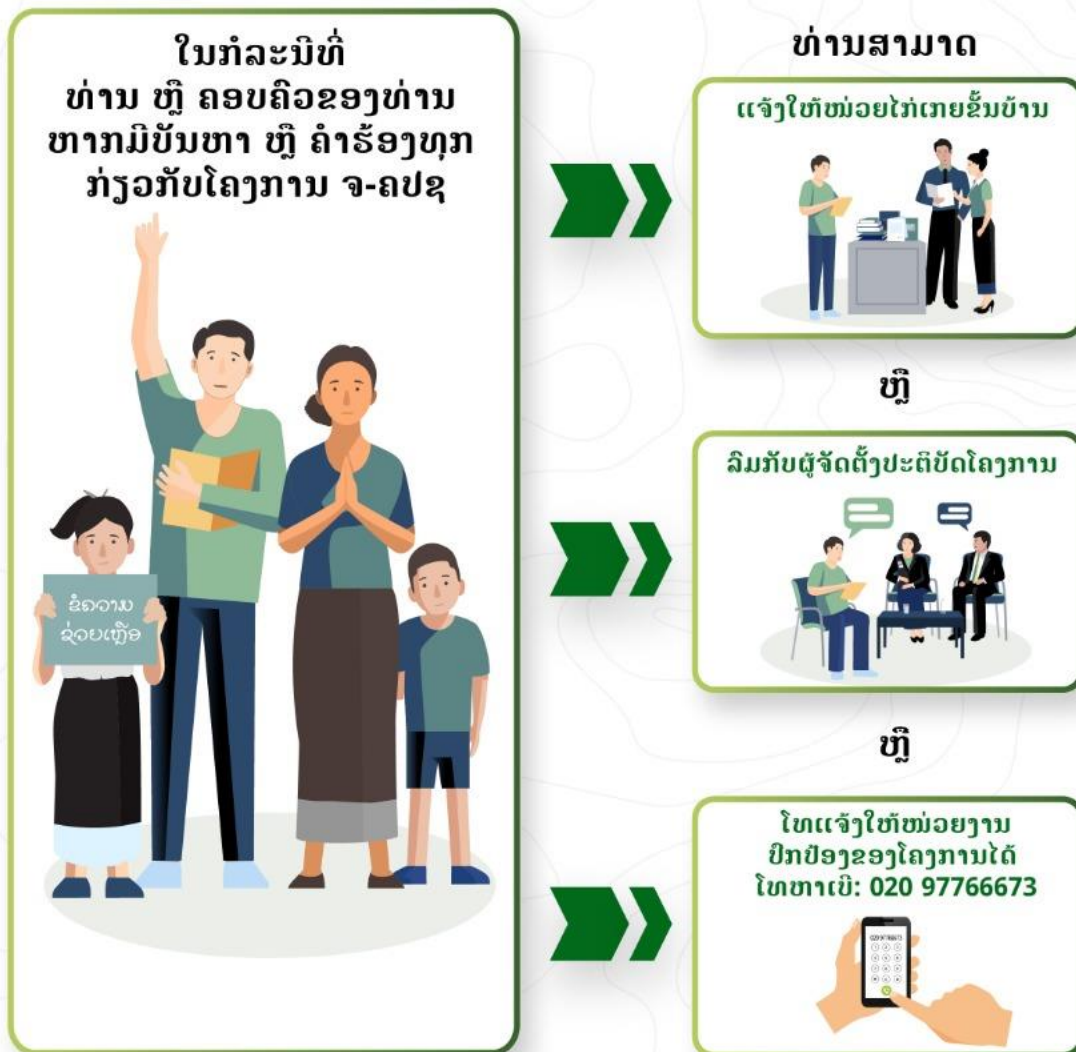 ໃນກໍລະນີທີ່
ທ່ານ ຫຼື ຄອບຄົວຂອງທ່ານ
ຫາກມີບັນຫາ ຫຼື ຄຳຮ້ອງທຸກ
ກ່ຽວກັບໂຄງການ ຈ-ຄປຊ
ຂໍຄວາມ
ຊ່ວຍເຫຼືອ
ທ່ານສາມາດ
ແຈ້ງໃຫ້ໜ່ວຍໄກ່ເກຍຂັ້ນບ້ານ
ຫຼື
ລົມກັບຜູ້ຈັດຕັ້ງປະຕິບັດໂຄງການ
ຫຼື
ໂທແຈ້ງໃຫ້ໜ່ວຍງານ
ປົກປ້ອງຂອງໂຄງການໄດ້
ໂທຫາເບີ: 020 97766673